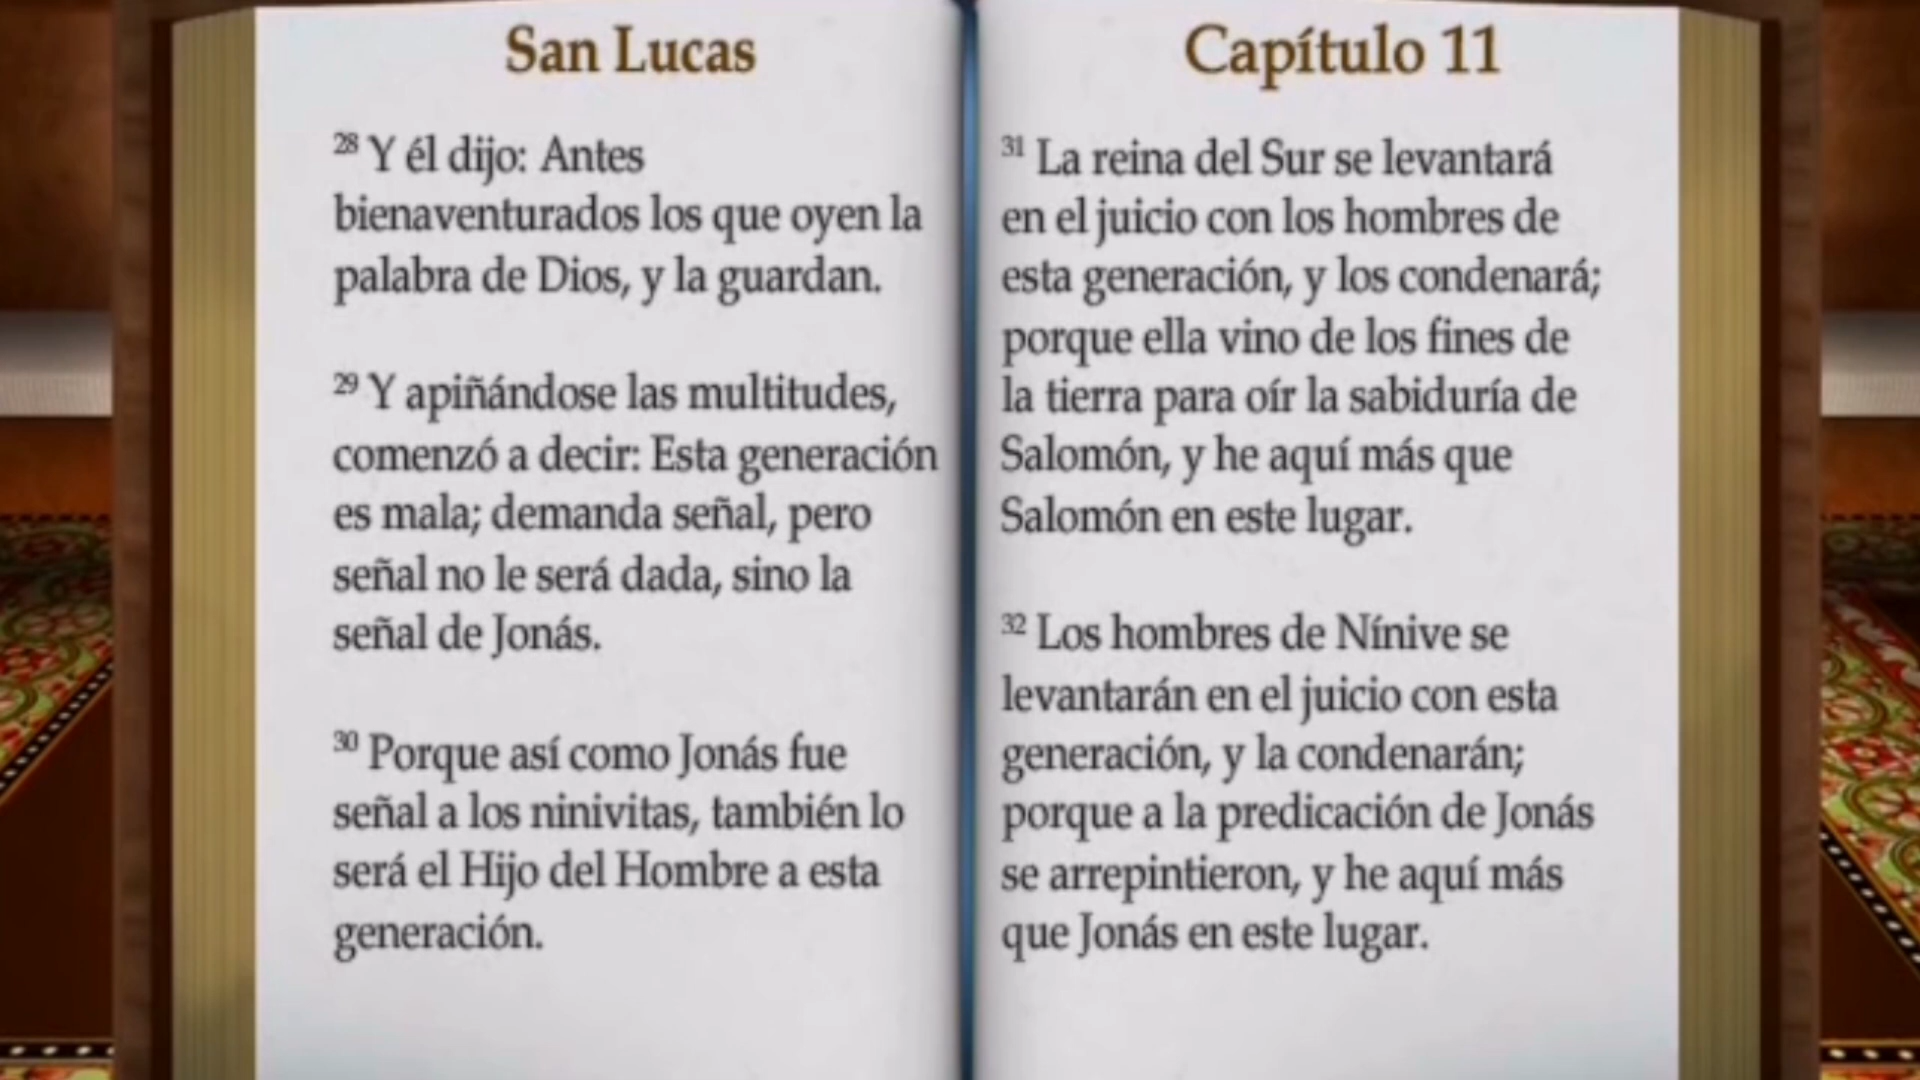 San Lucas
28 Y él dijo: Antes
bienaventurados los que oyen la
palabra de Dios, y la guardan.
29 Y apiñándose las multitudes,
comenzó a decir: Esta generación
es mala; demanda señal, pero
señal no le será dada, sino la
señal de Jonás.
30 Porque así como Jonás fue
señal a los ninivitas, también lo
será el Hijo del Hombre a esta
generación.
Capítulo 11
31 La reina del Sur se levantará
en el juicio con los hombres de
esta generación, y los condenará;
porque ella vino de los fines de
la tierra para oír la sabiduría de
Salomón, y he aquí más que
Salomón en este lugar.
32 Los hombres de Nínive se
levantarán en el juicio con esta
generación, y la condenarán;
porque a la predicación de Jonás
se arrepintieron, y he aquí más
que Jonás en este lugar.